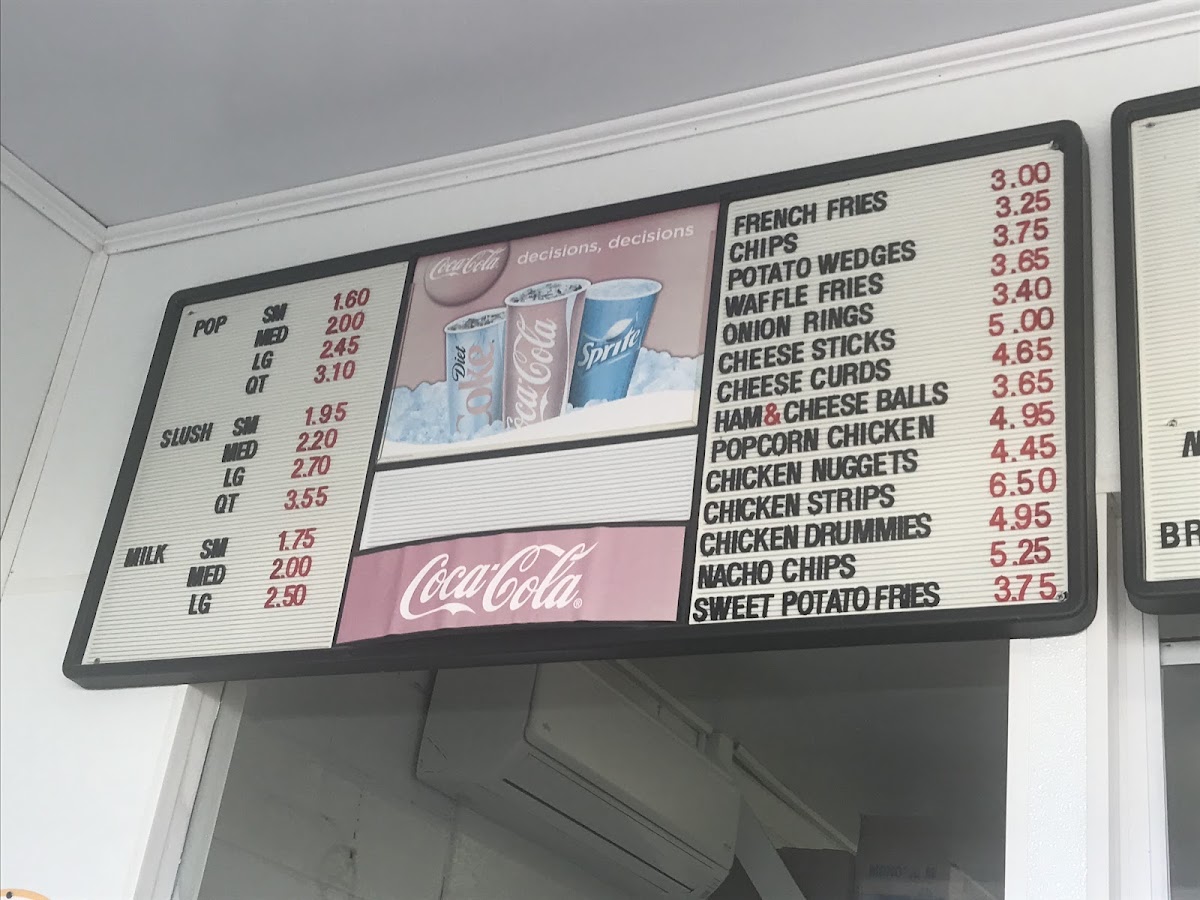 POP SM 1.60
MED 2.00
LG 2.45
QT 3.10
SLUSH SM 1.95
MED 2.20
LG 2.70
QT 3.55
MILK SM 1.75
MED 2.00
LG 2.50
Coca-Cola decisions, decisions
Diet Coke
Coca-Cola
Sprite
Coca-Cola®
FRENCH FRIES 3.00
CHIPS 3.25
POTATO WEDGES 3.75
WAFFLE FRIES 3.65
ONION RINGS 3.40
CHEESE STICKS 5.00
CHEESE CURDS 4.65
HAM&CHEESE BALLS 3.65
POPCORN CHICKEN 4.95
CHICKEN NUGGETS 4.45
CHICKEN STRIPS 6.50
CHICKEN DRUMMIES 4.95
NACHO CHIPS 5.25
SWEET POTATO FRIES 3.75
BR